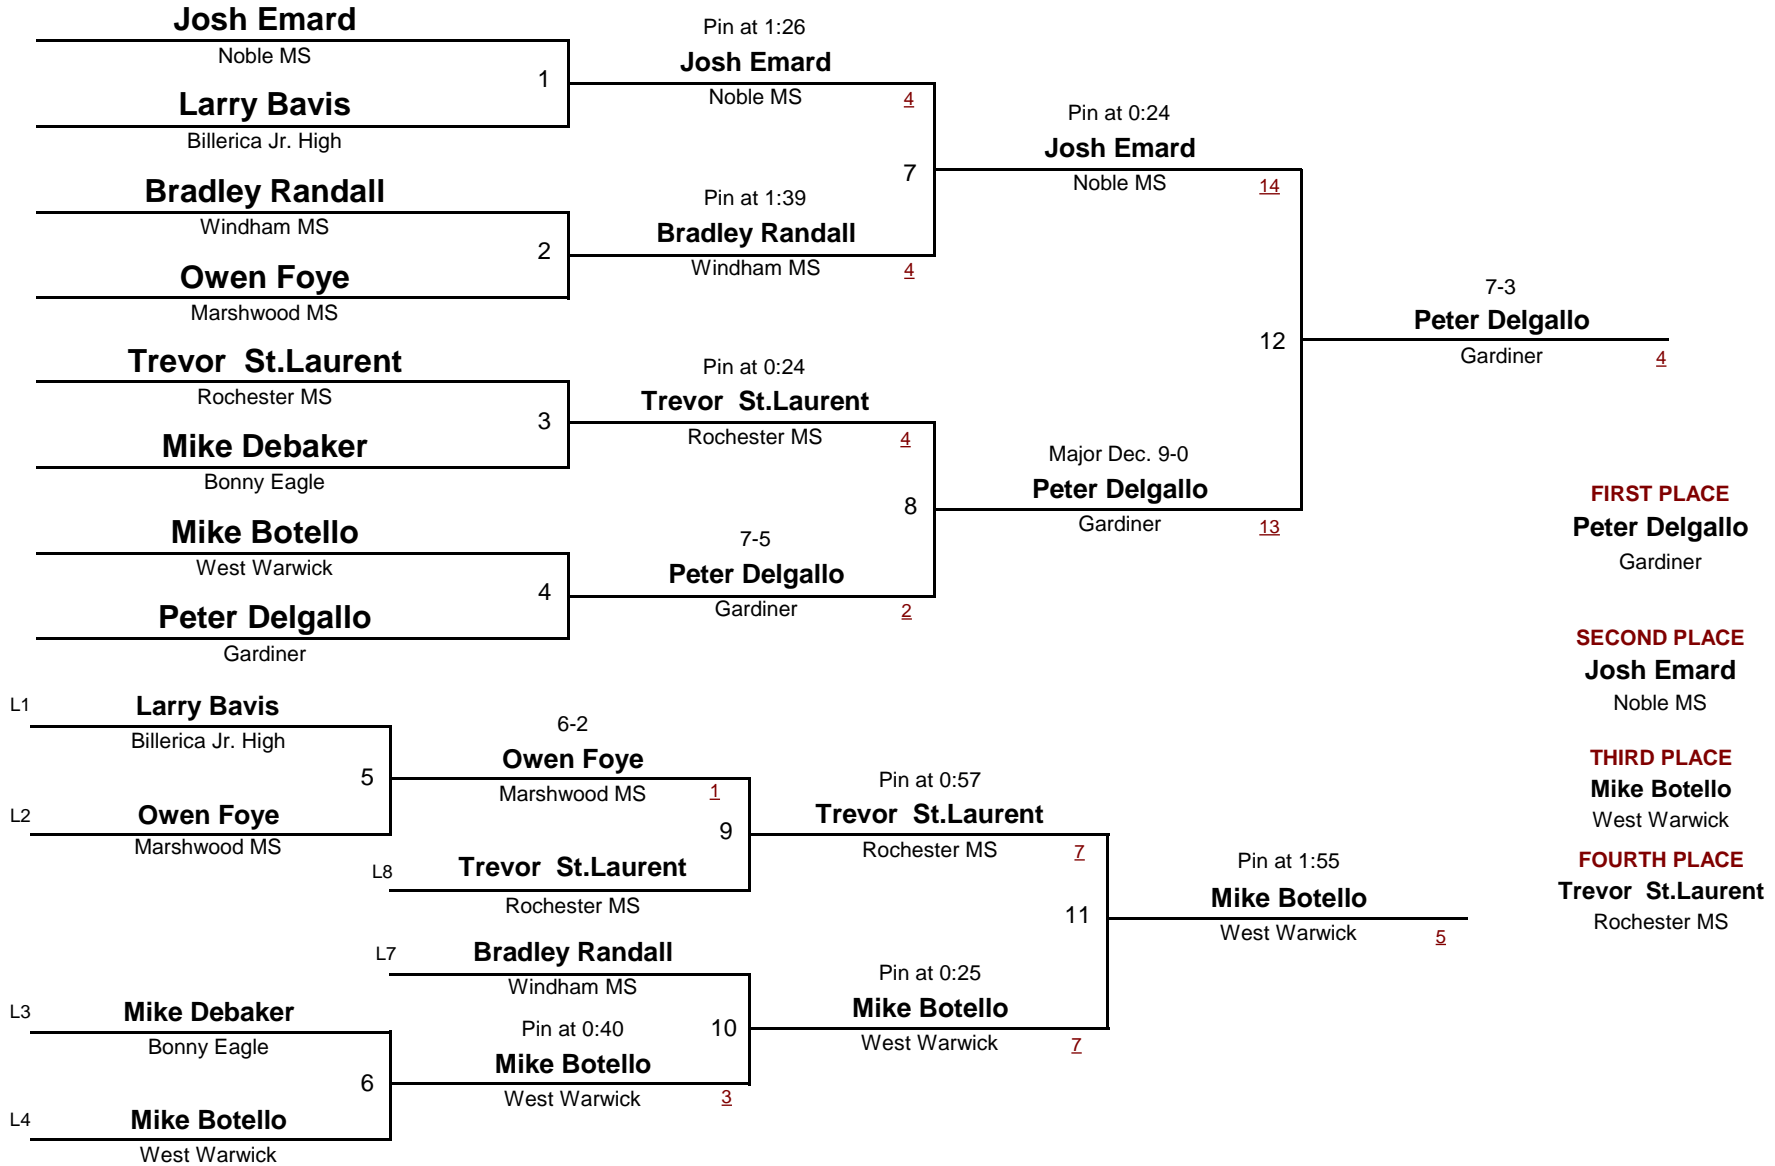 Josh Emard
Noble MS
1
Larry Bavis
Billerica Jr. High
Pin at 1:26
Josh Emard
Noble MS
4
Bradley Randall
Windham MS
2
Owen Foye
Marshwood MS
Pin at 1:39
Bradley Randall
Windham MS
4
7
Pin at 0:24
Josh Emard
Noble MS
14
Trevor St.Laurent
Rochester MS
3
Mike Debaker
Bonny Eagle
Pin at 0:24
Trevor St.Laurent
Rochester MS
4
Mike Botello
West Warwick
4
Peter Delgallo
Gardiner
7-5
Peter Delgallo
Gardiner
2
8
Major Dec. 9-0
Peter Delgallo
Gardiner
13
12
7-3
Peter Delgallo
Gardiner
4
FIRST PLACE
Peter Delgallo
Gardiner
SECOND PLACE
Josh Emard
Noble MS
THIRD PLACE
Mike Botello
West Warwick
FOURTH PLACE
Trevor St.Laurent
Rochester MS
L1
Larry Bavis
Billerica Jr. High
5
L2
Owen Foye
Marshwood MS
6-2
Owen Foye
Marshwood MS
1
9
L8
Trevor St.Laurent
Rochester MS
Pin at 0:57
Trevor St.Laurent
Rochester MS
7
L7
Bradley Randall
Windham MS
L3
Mike Debaker
Bonny Eagle
6
L4
Mike Botello
West Warwick
Pin at 0:40
Mike Botello
West Warwick
3
10
Pin at 0:25
Mike Botello
West Warwick
7
11
Pin at 1:55
Mike Botello
West Warwick
5